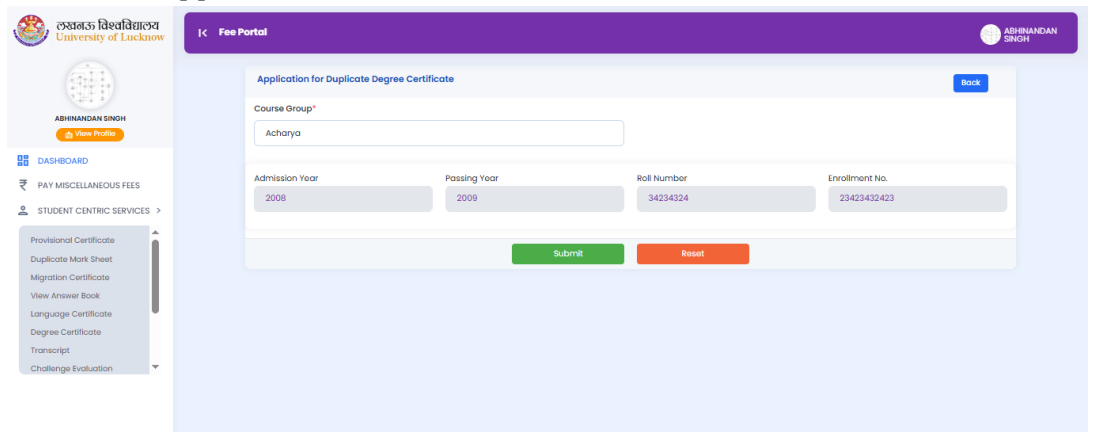 लखनऊ विश्वविद्यालय
University of Lucknow
Fee Portal
ABHINANDAN
SINGH
ABHINANDAN SINGH
View Profile
DASHBOARD
PAY MISCELLANEOUS FEES
STUDENT CENTRIC SERVICES >
Provisional Certificate
Duplicate Mark Sheet
Migration Certificate
View Answer Book
Language Certificate
Degree Certificate
Transcript
Challenge Evaluation
Application for Duplicate Degree Certificate
Back
Course Group*
Acharya
Admission Year
Passing Year
Roll Number
Enrollment No.
2008
2009
34234324
23423432423
Submit
Reset